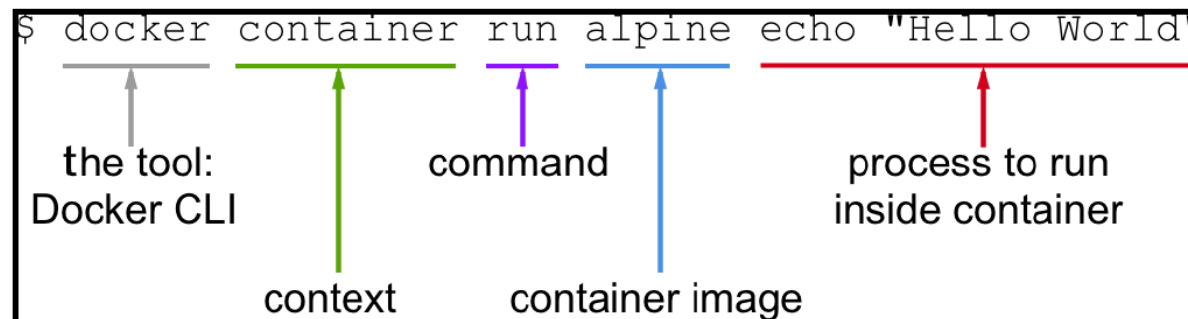 $ docker container run alpine echo "Hello World"
the tool:
Docker CLI
command
process to run
inside container
context
container image